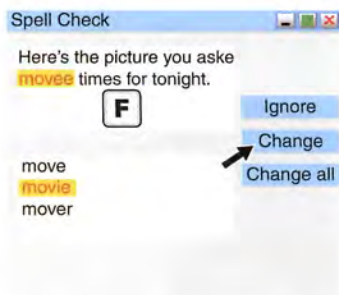 Spell Check
Here's the picture you aske
movee times for tonight.
F
Ignore
Change
Change all
move
movie
mover